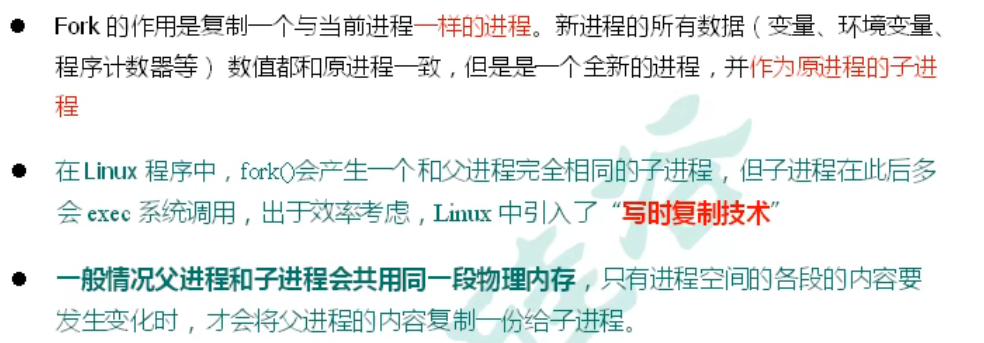 ● Fork 的作用是复制一个与当前进程一样的进程。新进程的所有数据（变量、环境变量、
程序计数器等） 数值都和原进程一致，但是是一个全新的进程，并作为原进程的子进
程
● 在Linux 程序中，fork()会产生一个和父进程完全相同的子进程，但子进程在此后多
会 exec 系统调用，出于效率考虑，Linux 中引入了“写时复制技术”
● 一般情况父进程和子进程会共用同一段物理内存，只有进程空间的各段的内容要
发生变化时，才会将父进程的内容复制一份给子进程。